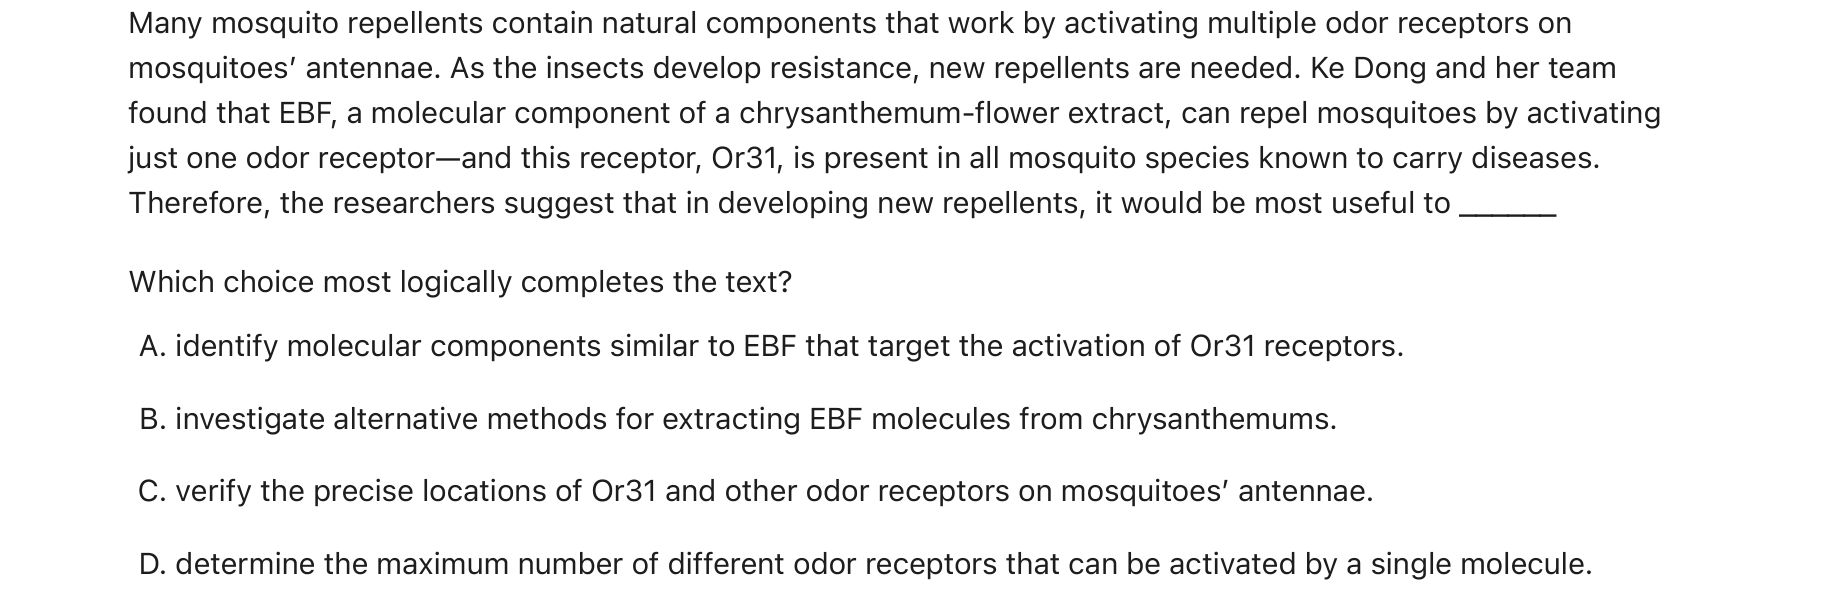 Many mosquito repellents contain natural components that work by activating multiple odor receptors on
mosquitoes’ antennae. As the insects develop resistance, new repellents are needed. Ke Dong and her team
found that EBF, a molecular component of a chrysanthemum-flower extract, can repel mosquitoes by activating
just one odor receptor—and this receptor, Or31, is present in all mosquito species known to carry diseases.
Therefore, the researchers suggest that in developing new repellents, it would be most useful to ______
Which choice most logically completes the text?
A. identify molecular components similar to EBF that target the activation of Or31 receptors.
B. investigate alternative methods for extracting EBF molecules from chrysanthemums.
C. verify the precise locations of Or31 and other odor receptors on mosquitoes’ antennae.
D. determine the maximum number of different odor receptors that can be activated by a single molecule.